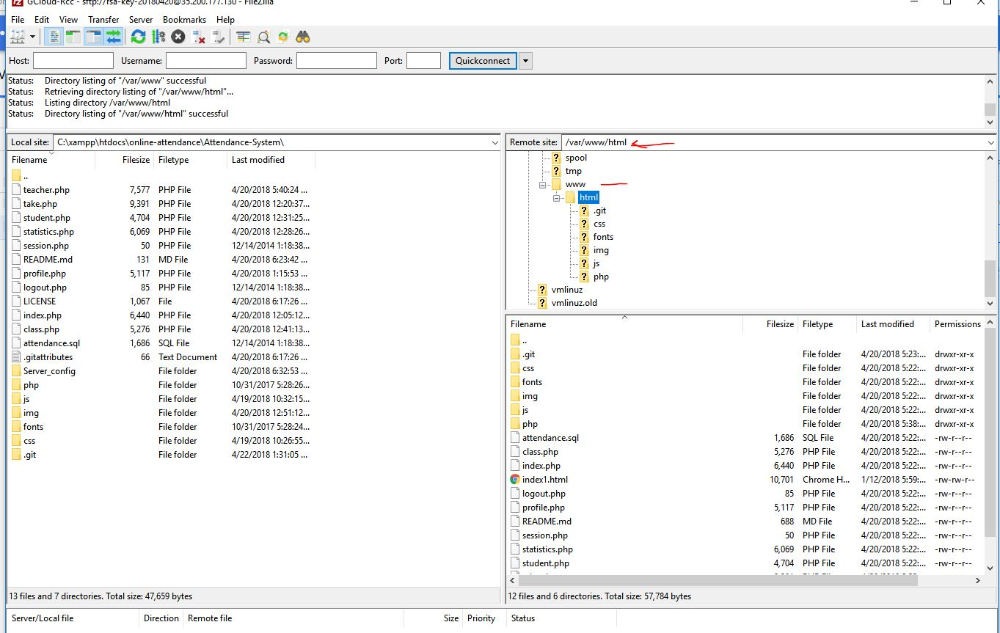 GCloud-Rcc - sftp://rsa-key-20180420@35.200.177.130 - FileZilla
File Edit View Transfer Server Bookmarks Help
Host: Username: Password: Port: Quickconnect
Status: Directory listing of "/var/www" successful
Status: Retrieving directory listing of "/var/www/html"...
Status: Listing directory /var/www/html
Status: Directory listing of "/var/www/html" successful
Local site: C:\xampp\htdocs\online-attendance\Attendance-System\
Filename Filesize Filetype Last modified
..
teacher.php 7,577 PHP File 4/20/2018 5:40:24 ...
take.php 9,391 PHP File 4/20/2018 12:20:37...
student.php 4,704 PHP File 4/20/2018 12:31:25...
statistics.php 6,069 PHP File 4/20/2018 12:28:26...
session.php 50 PHP File 12/14/2014 1:18:38...
README.md 131 MD File 4/20/2018 6:23:42 ...
profile.php 5,117 PHP File 4/20/2018 1:15:53 ...
logout.php 85 PHP File 12/14/2014 1:18:38...
LICENSE 1,067 File 4/20/2018 6:17:26 ...
index.php 6,440 PHP File 4/20/2018 12:05:12...
class.php 5,276 PHP File 4/20/2018 12:41:13...
attendance.sql 1,686 SQL File 12/14/2014 1:18:38...
.gitattributes 66 Text Document 4/20/2018 6:17:26 ...
Server_config File folder 4/20/2018 6:32:53 ...
php File folder 10/31/2017 5:28:26...
js File folder 4/19/2018 10:32:15...
img File folder 4/20/2018 12:51:12...
fonts File folder 10/31/2017 5:28:24...
css File folder 4/19/2018 10:26:55...
.git File folder 4/22/2018 1:31:05 ...
13 files and 7 directories. Total size: 47,659 bytes
Remote site: /var/www/html
spool
tmp
www
html
.git
css
fonts
img
js
php
vmlinuz
vmlinuz.old
Filename Filesize Filetype Last modified Permissions
..
.git File folder 4/20/2018 5:23:... drwxr-xr-x
css File folder 4/20/2018 5:22:... drwxr-xr-x
fonts File folder 4/20/2018 5:22:... drwxr-xr-x
img File folder 4/20/2018 5:22:... drwxr-xr-x
js File folder 4/20/2018 5:22:... drwxr-xr-x
php File folder 4/20/2018 5:38:... drwxr-xr-x
attendance.sql 1,686 SQL File 4/20/2018 5:22:... -rw-r--r--
class.php 5,276 PHP File 4/20/2018 5:22:... -rw-r--r--
index.php 6,440 PHP File 4/20/2018 5:22:... -rw-r--r--
index1.html 10,701 Chrome H... 1/12/2018 5:59:... -rw-rw-r--
logout.php 85 PHP File 4/20/2018 5:22:... -rw-r--r--
profile.php 5,117 PHP File 4/20/2018 5:22:... -rw-r--r--
README.md 688 MD File 4/20/2018 5:22:... -rw-r--r--
session.php 50 PHP File 4/20/2018 5:22:... -rw-r--r--
statistics.php 6,069 PHP File 4/20/2018 5:22:... -rw-r--r--
student.php 4,704 PHP File 4/20/2018 5:22:... -rw-r--r--
12 files and 6 directories. Total size: 57,784 bytes
Server/Local file Direction Remote file Size Priority Status